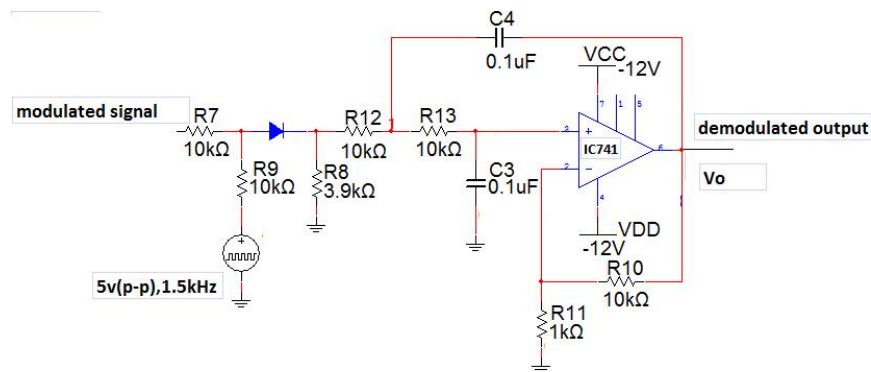 C4
0.1uF
VCC
-12V
modulated signal
R7
10kΩ
R12
10kΩ
R13
10kΩ
7
1
5
3
+
IC741
2
−
6
4
demodulated output
Vo
R9
10kΩ
R8
3.9kΩ
C3
0.1uF
VDD
-12V
+
5v(p-p),1.5kHz
R10
10kΩ
R11
1kΩ